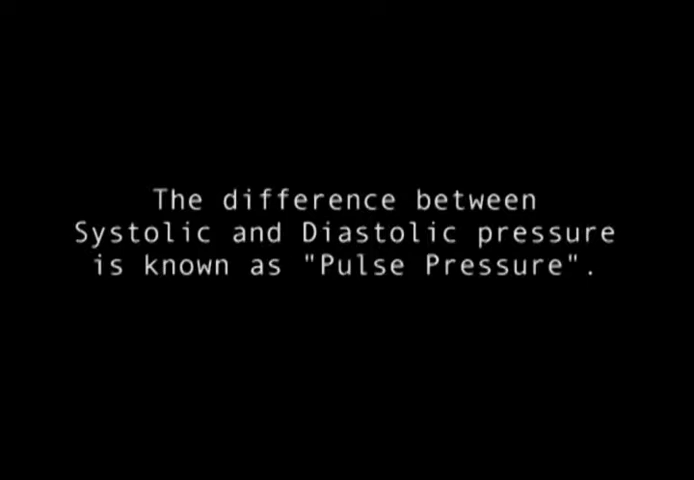 The difference between
Systolic and Diastolic pressure
is known as "Pulse Pressure".